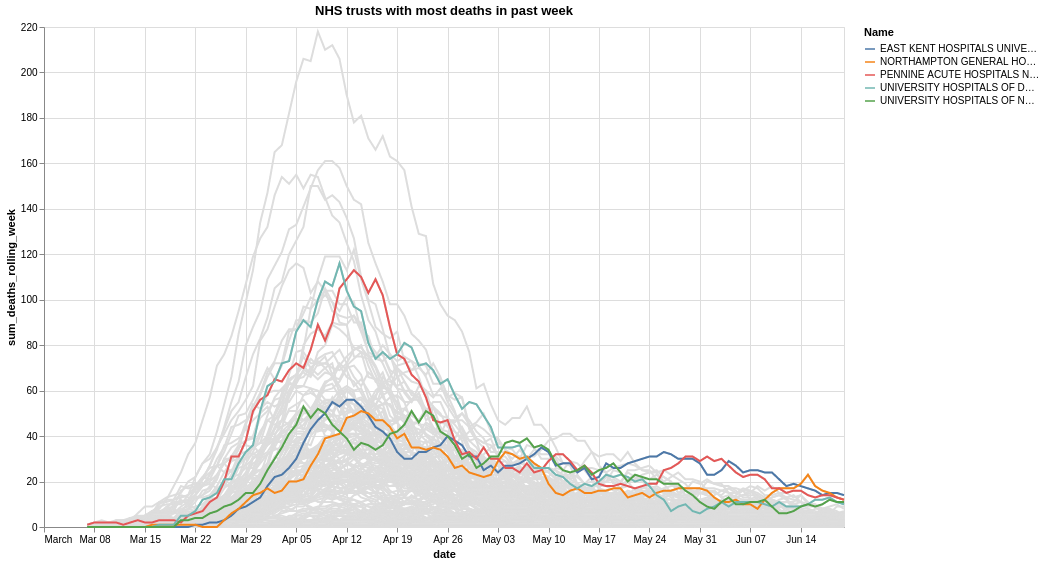 NHS trusts with most deaths in past week
Name
EAST KENT HOSPITALS UNIVE…
NORTHAMPTON GENERAL HO…
PENNINE ACUTE HOSPITALS N…
UNIVERSITY HOSPITALS OF D…
UNIVERSITY HOSPITALS OF N…
sum_deaths_rolling_week
220
200
180
160
140
120
100
80
60
40
20
0
March Mar 08 Mar 15 Mar 22 Mar 29 Apr 05 Apr 12 Apr 19 Apr 26 May 03 May 10 May 17 May 24 May 31 Jun 07 Jun 14
date